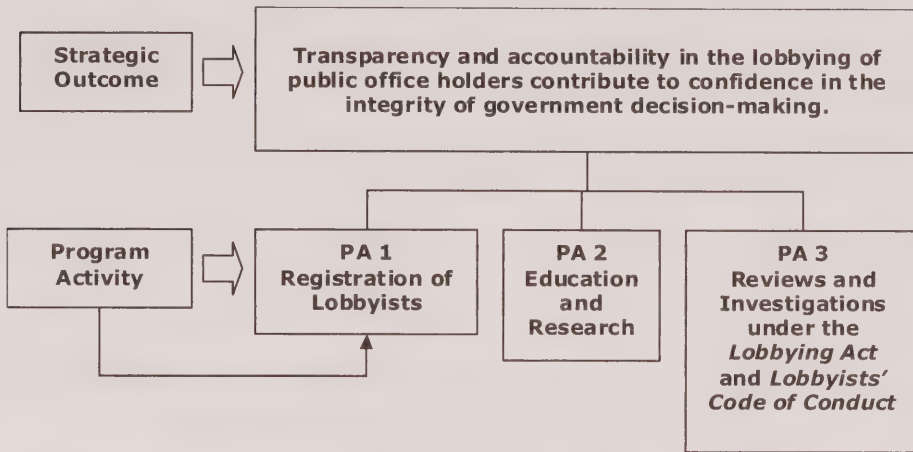 Strategic
Outcome
Transparency and accountability in the lobbying of
public office holders contribute to confidence in the
integrity of government decision-making.
Program
Activity
PA 1
Registration of
Lobbyists
PA 2
Education
and
Research
PA 3
Reviews and
Investigations
under the
Lobbying Act
and Lobbyists'
Code of Conduct